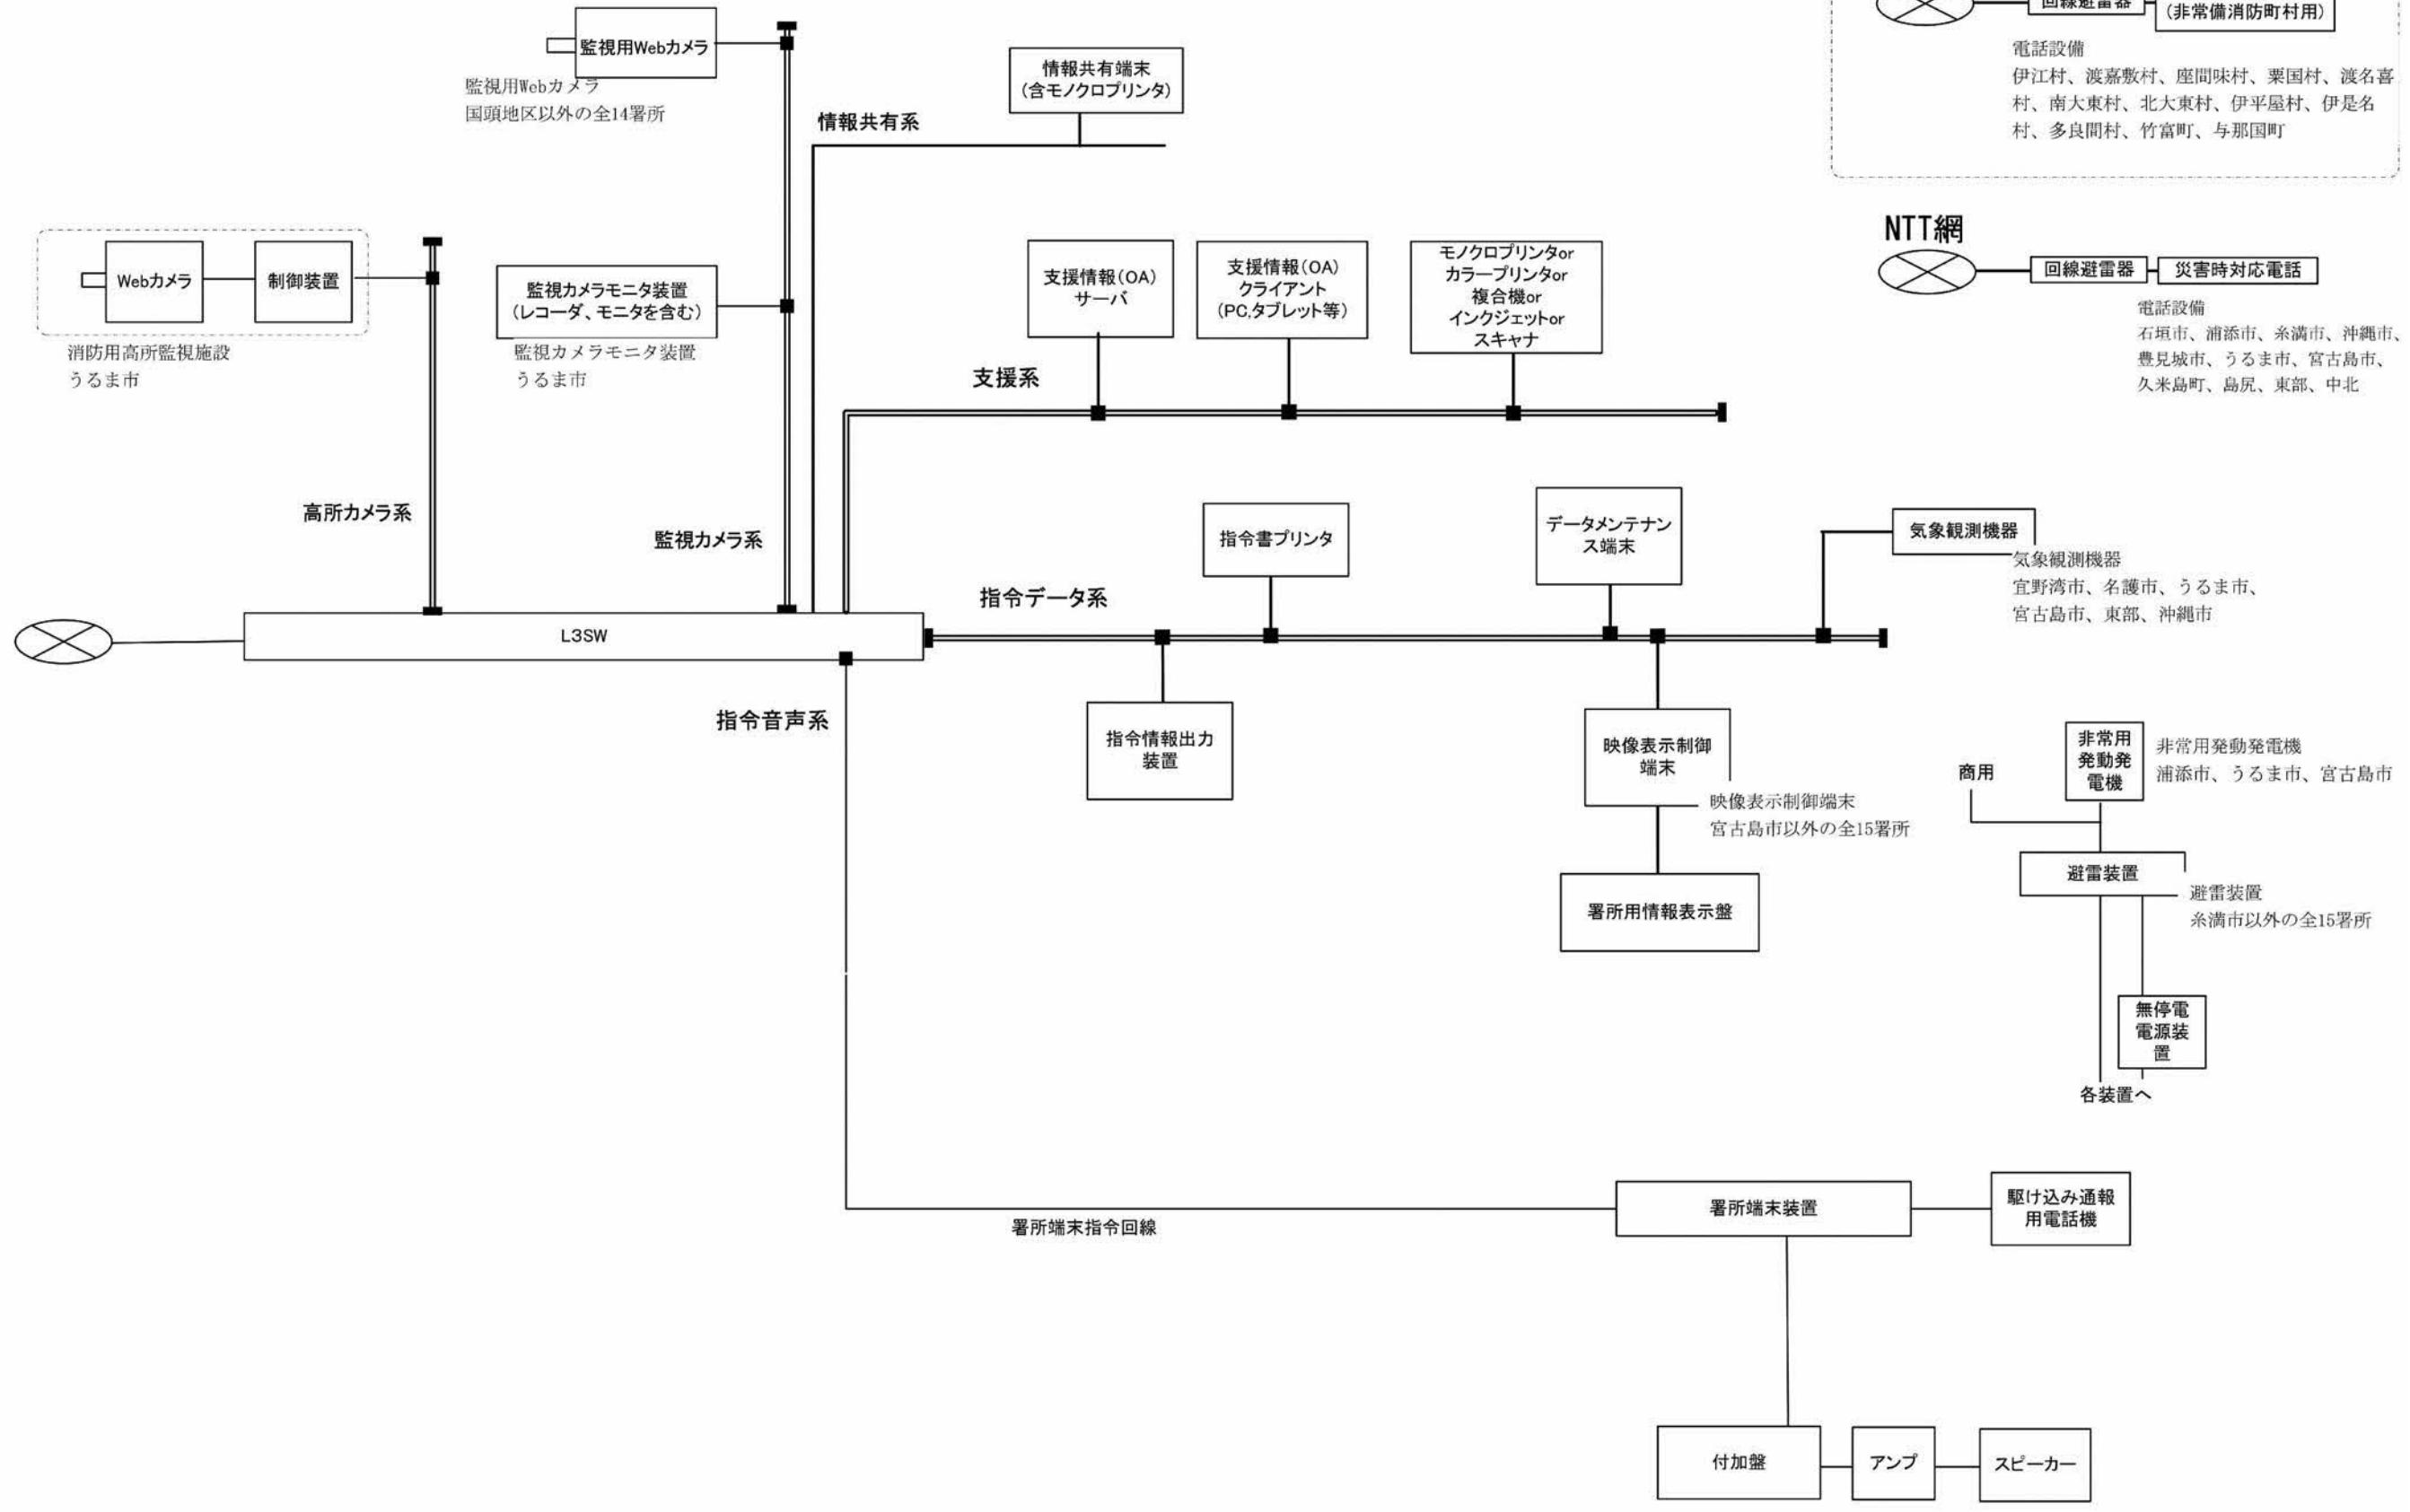 回線避雷器
(非常備消防町村用)
電話設備
伊江村、渡嘉敷村、座間味村、粟国村、渡名喜
村、南大東村、北大東村、伊平屋村、伊是名
村、多良間村、竹富町、与那国町
監視用Webカメラ
監視用Webカメラ
国頭地区以外の全14署所
情報共有端末
(含モノクロプリンタ)
情報共有系
NTT網
回線避雷器
災害時対応電話
電話設備
石垣市、浦添市、糸満市、沖縄市、
豊見城市、うるま市、宮古島市、
久米島町、島尻、東部、中北
Webカメラ
制御装置
消防用高所監視施設
うるま市
監視カメラモニタ装置
(レコーダ、モニタを含む)
監視カメラモニタ装置
うるま市
支援情報(OA)
サーバ
支援情報(OA)
クライアント
(PC,タブレット等)
モノクロプリンタor
カラープリンタor
複合機or
インクジェットor
スキャナ
支援系
高所カメラ系
監視カメラ系
指令書プリンタ
データメンテナン
ス端末
気象観測機器
気象観測機器
宜野湾市、名護市、うるま市、
宮古島市、東部、沖縄市
指令データ系
L3SW
指令音声系
指令情報出力
装置
映像表示制御
端末
映像表示制御端末
宮古島市以外の全15署所
署所用情報表示盤
商用
非常用
発動発
電機
非常用発動発電機
浦添市、うるま市、宮古島市
避雷装置
避雷装置
糸満市以外の全15署所
無停電
電源装
置
各装置へ
署所端末指令回線
署所端末装置
駆け込み通報
用電話機
付加盤
アンプ
スピーカー